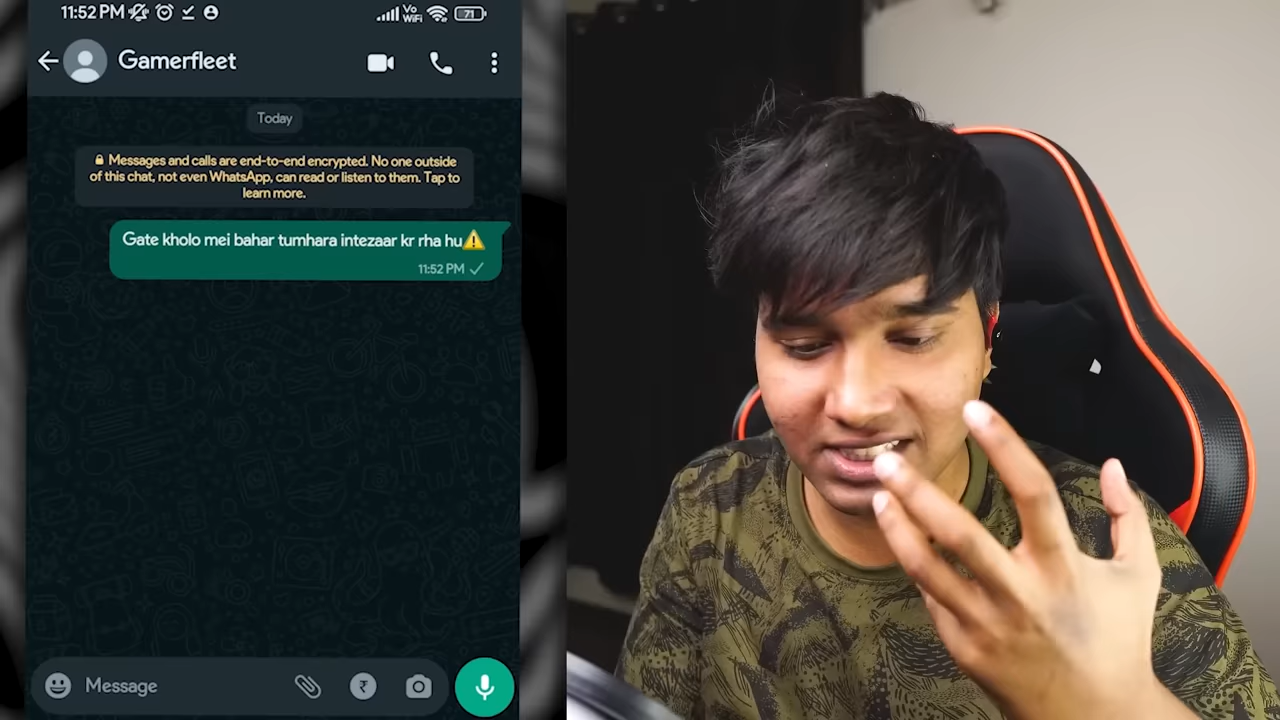 11:52 PM Vo WiFi 71
Gamerfleet
Today
Messages and calls are end-to-end encrypted. No one outside
of this chat, not even WhatsApp, can read or listen to them. Tap to
learn more.
Gate kholo mei bahar tumhara intezaar kr rha hu⚠️
11:52 PM
Message
₹